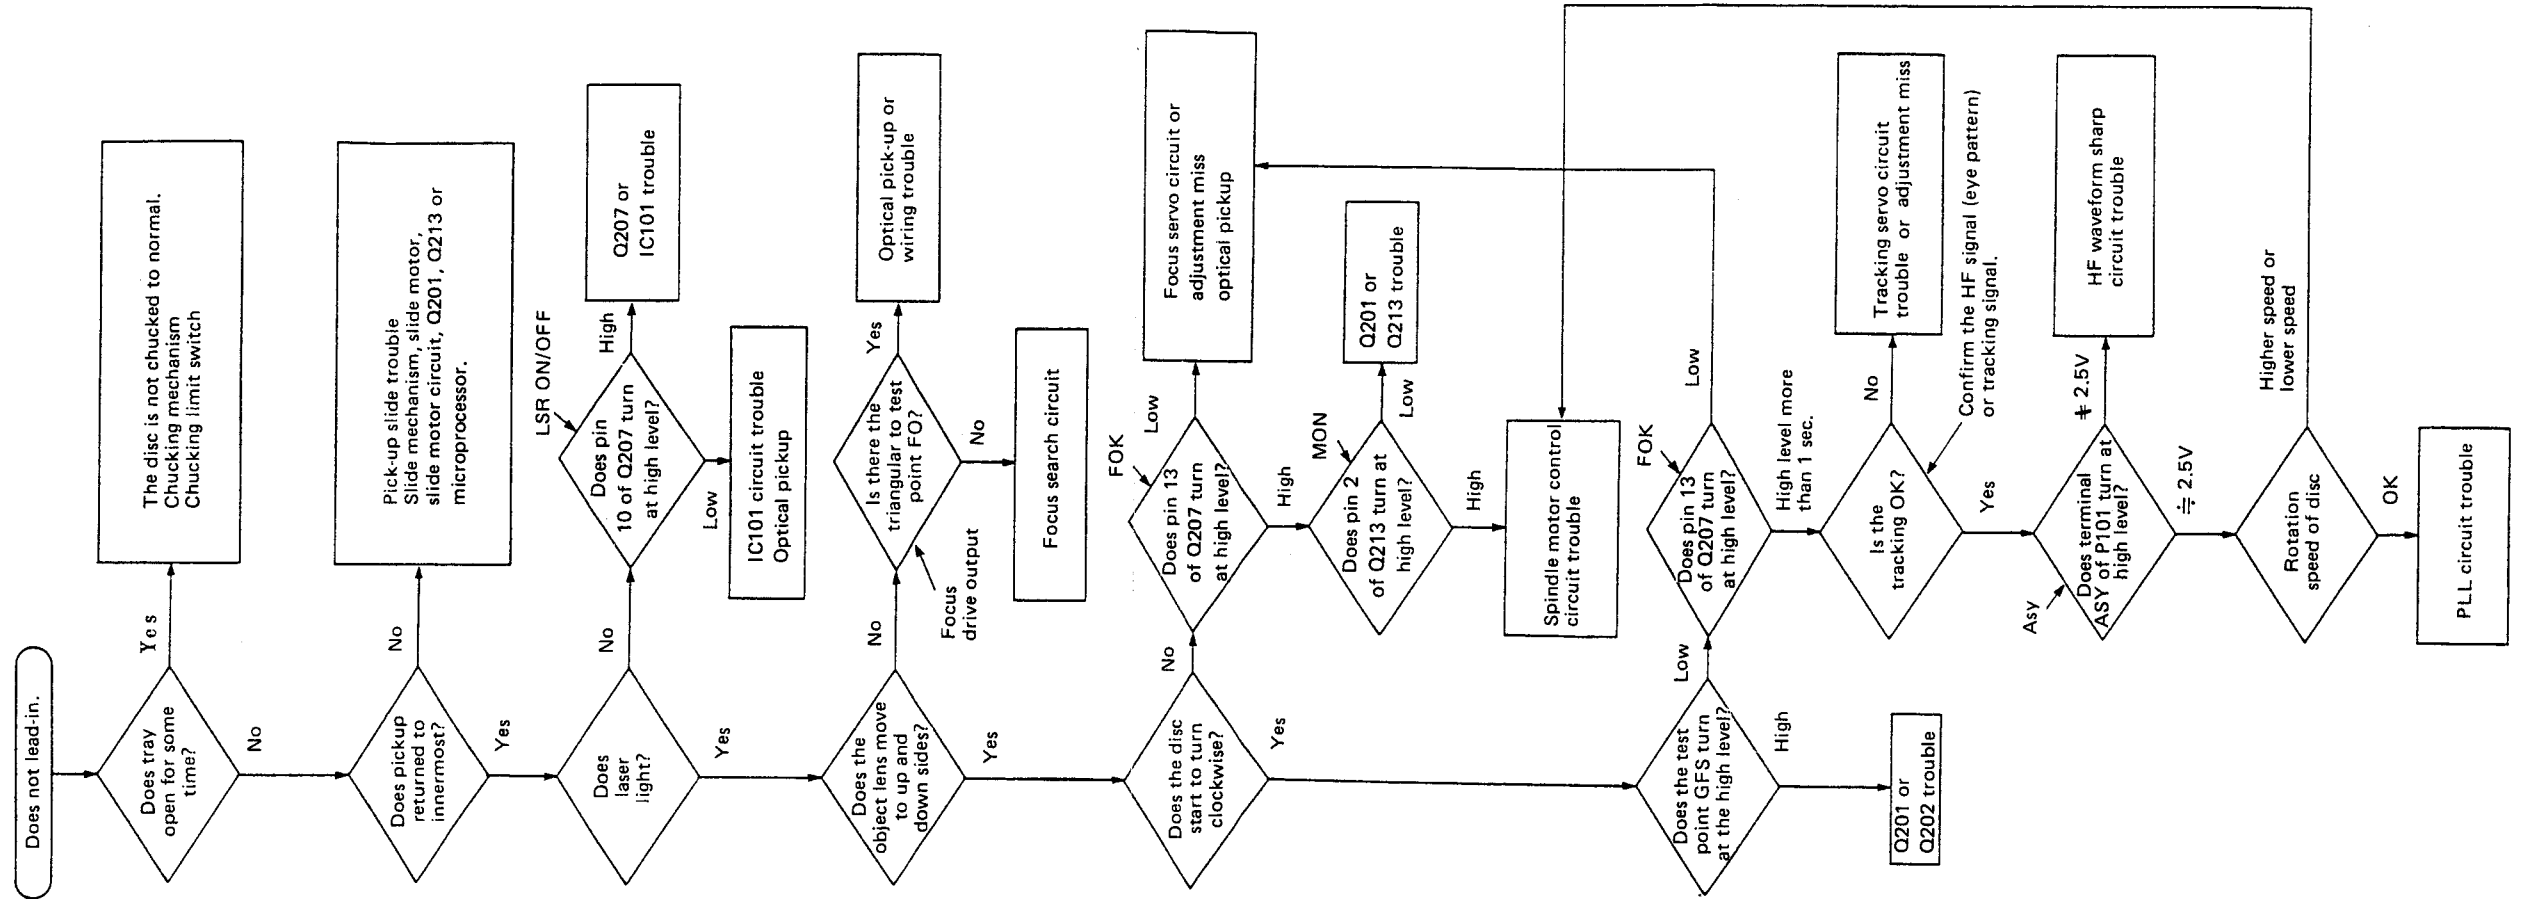 Does not lead-in.
Does tray
open for some
time?
Yes
The disc is not chucked to normal.
Chucking mechanism
Chucking limit switch
No
Does pickup
returned to
innermost?
No
Pick-up slide trouble
Slide mechanism, slide motor,
slide motor circuit, Q201, Q213 or
microprocessor.
Yes
Does
laser
light?
No
LSR ON/OFF
Does pin
10 of Q207 turn
at high level?
High
Q207 or
IC101 trouble
Low
IC101 circuit trouble
Optical pickup
Yes
Does the
object lens move
to up and
down sides?
No
Focus
drive output
Is there the
triangular to test
point FO?
Yes
Optical pick-up or
wiring trouble
No
Focus search circuit
Yes
Does the disc
start to turn
clockwise?
No
FOK
Does pin 13
of Q207 turn
at high level?
Low
Focus servo circuit or
adjustment miss
optical pickup
High
MON
Does pin 2
of Q213 turn at
high level?
Low
Q201 or
Q213 trouble
High
Spindle motor control
circuit trouble
Yes
Does the test
point GFS turn
at the high level?
High
Q201 or
Q202 trouble
Low
FOK
Does pin 13
of Q207 turn
at high level?
Low
High level more
than 1 sec.
Is the
tracking OK?
No
Tracking servo circuit
trouble or adjustment miss
Confirm the HF signal (eye pattern)
or tracking signal.
Yes
Asy
Does terminal
ASY of P101 turn at
high level?
≠ 2.5V
HF waveform sharp
circuit trouble
≒ 2.5V
Rotation
speed of disc
Higher speed or
lower speed
OK
PLL circuit trouble